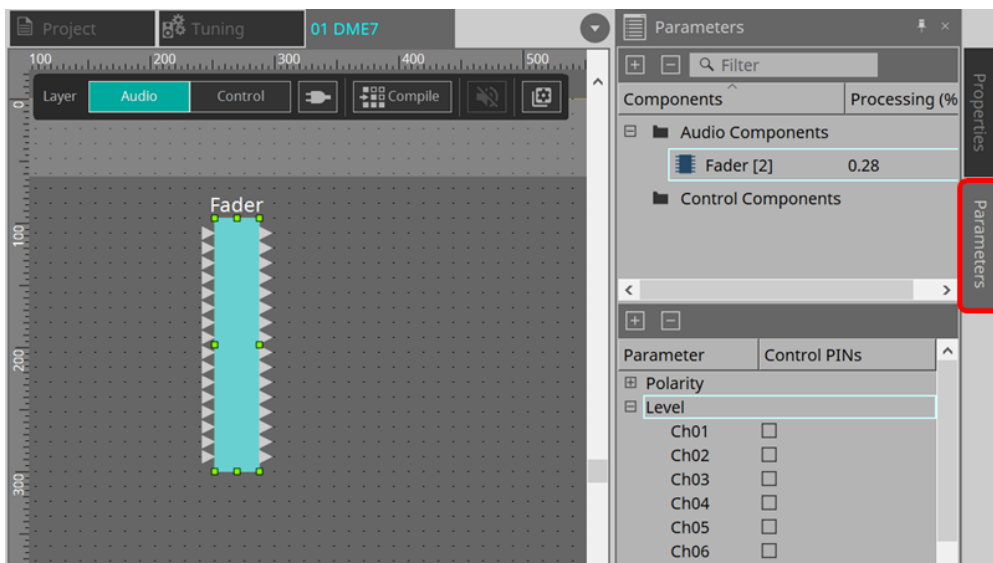 Project
Tuning
01 DME7
Parameters
100 200 300 400 500
Filter
Layer
Audio
Control
Compile
0
Components
Processing (%
Properties
Audio Components
Fader [2]
0.28
Control Components
Parameters
Fader
100
200
300
Parameter
Control PINs
Polarity
Level
Ch01
Ch02
Ch03
Ch04
Ch05
Ch06